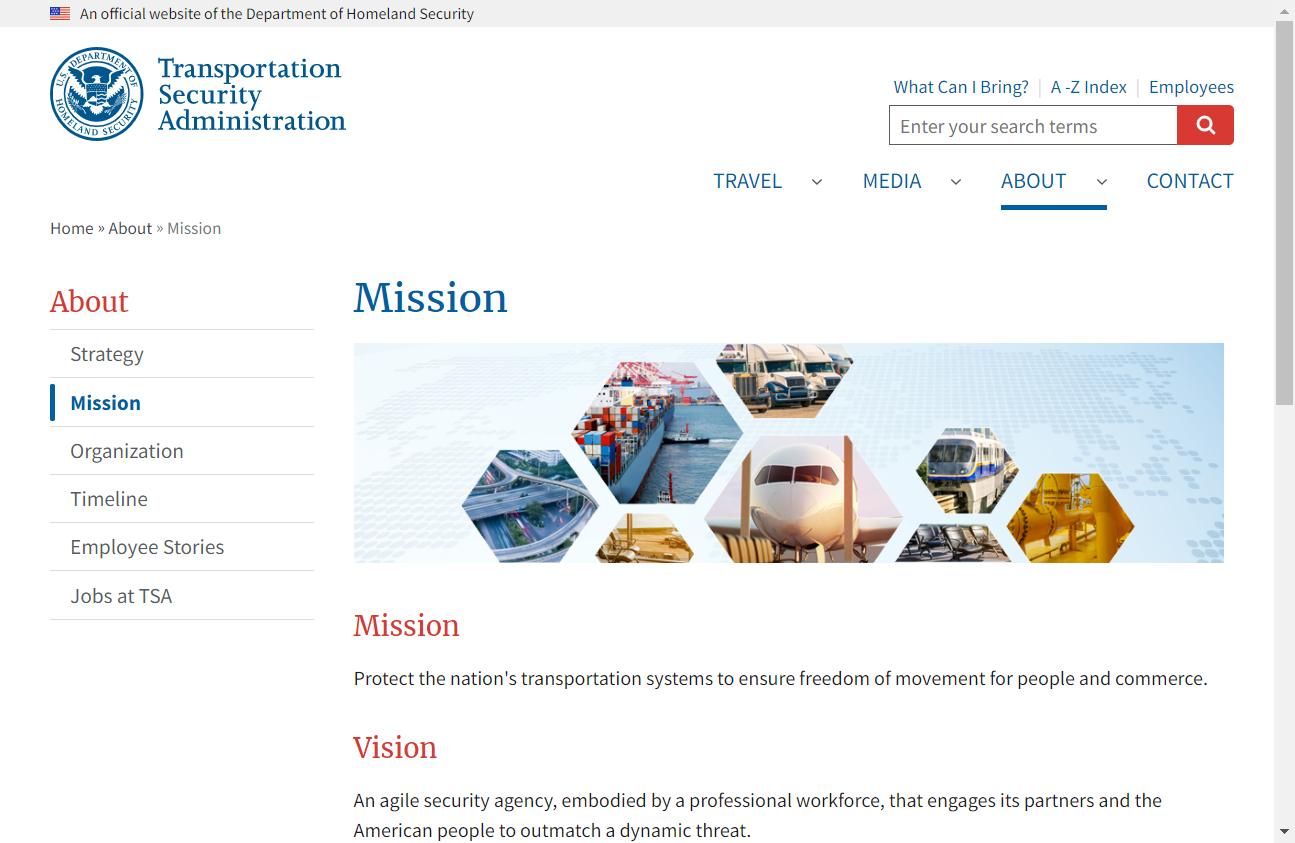 An official website of the Department of Homeland Security
U.S. DEPARTMENT OF HOMELAND SECURITY
Transportation
Security
Administration
What Can I Bring?
A -Z Index
Employees
Enter your search terms
TRAVEL
MEDIA
ABOUT
CONTACT
Home » About » Mission
About
Strategy
Mission
Organization
Timeline
Employee Stories
Jobs at TSA
Mission
Mission
Protect the nation's transportation systems to ensure freedom of movement for people and commerce.
Vision
An agile security agency, embodied by a professional workforce, that engages its partners and the
American people to outmatch a dynamic threat.